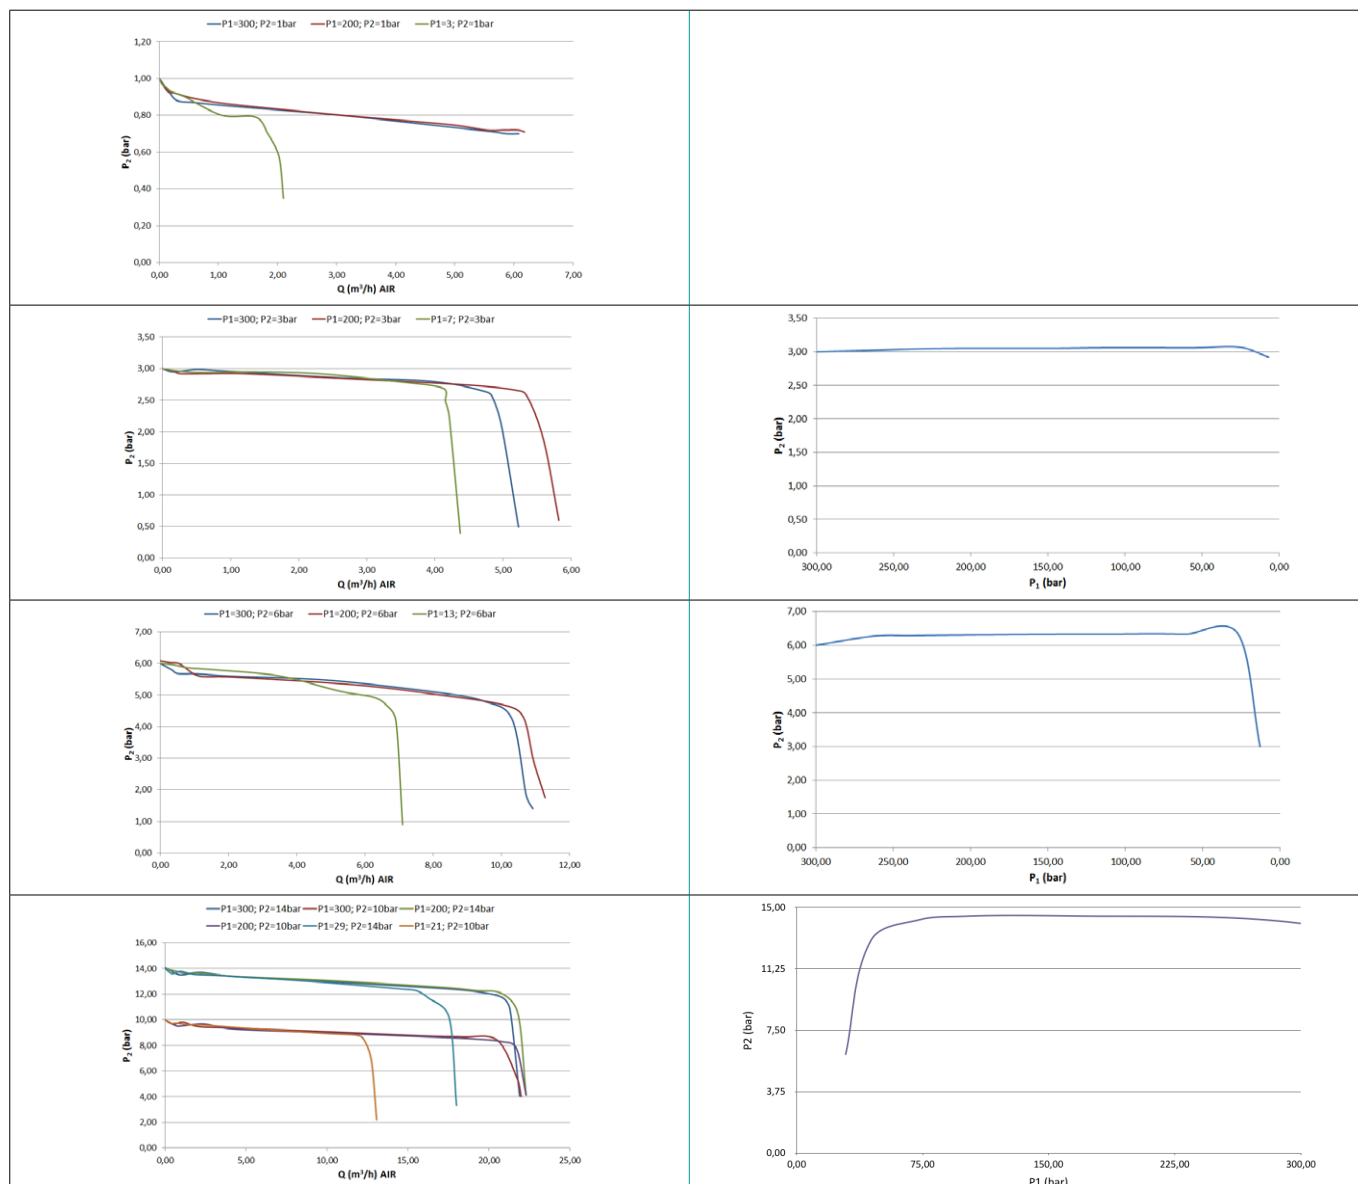 P1=300; P2=1bar P1=200; P2=1bar P1=3; P2=1bar
1,20
1,00
0,80
0,60
0,40
0,20
0,00
P₂ (bar)
0,00 1,00 2,00 3,00 4,00 5,00 6,00 7,00
Q (m³/h) AIR
P1=300; P2=3bar P1=200; P2=3bar P1=7; P2=3bar
3,50
3,00
2,50
2,00
1,50
1,00
0,50
0,00
P₂ (bar)
0,00 1,00 2,00 3,00 4,00 5,00 6,00
Q (m³/h) AIR
3,50
3,00
2,50
2,00
1,50
1,00
0,50
0,00
P₂ (bar)
300,00 250,00 200,00 150,00 100,00 50,00 0,00
P₁ (bar)
P1=300; P2=6bar P1=200; P2=6bar P1=13; P2=6bar
7,00
6,00
5,00
4,00
3,00
2,00
1,00
0,00
P₂ (bar)
0,00 2,00 4,00 6,00 8,00 10,00 12,00
Q (m³/h) AIR
7,00
6,00
5,00
4,00
3,00
2,00
1,00
0,00
P₂ (bar)
300,00 250,00 200,00 150,00 100,00 50,00 0,00
P₁ (bar)
P1=300; P2=14bar P1=300; P2=10bar P1=200; P2=14bar
P1=200; P2=10bar P1=29; P2=14bar P1=21; P2=10bar
16,00
14,00
12,00
10,00
8,00
6,00
4,00
2,00
0,00
P₂ (bar)
0,00 5,00 10,00 15,00 20,00 25,00
Q (m³/h) AIR
15,00
11,25
7,50
3,75
0,00
P2 (bar)
0,00 75,00 150,00 225,00 300,00
P1 (bar)